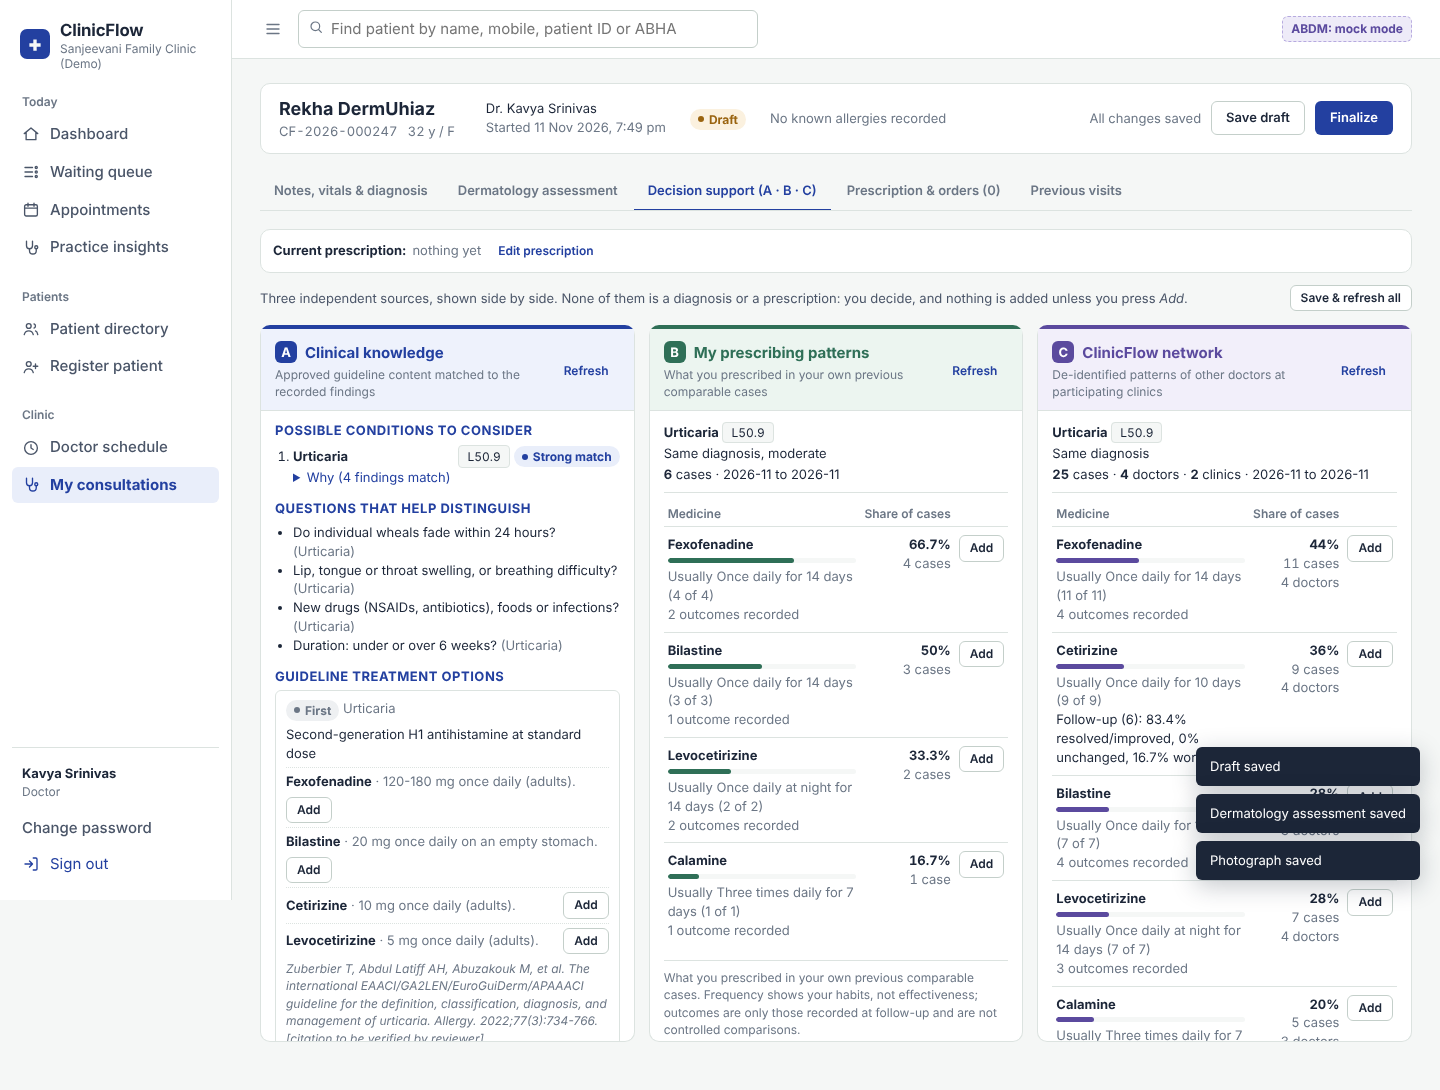 ClinicFlow
Sanjeevani Family Clinic
(Demo)
Today
Dashboard
Waiting queue
Appointments
Practice insights
Patients
Patient directory
Register patient
Clinic
Doctor schedule
My consultations
Kavya Srinivas
Doctor
Change password
Sign out
Find patient by name, mobile, patient ID or ABHA
ABDM: mock mode
Rekha DermUhiaz
CF-2026-000247 32 y / F
Dr. Kavya Srinivas
Started 11 Nov 2026, 7:49 pm
Draft
No known allergies recorded
All changes saved
Save draft
Finalize
Notes, vitals & diagnosis
Dermatology assessment
Decision support (A · B · C)
Prescription & orders (0)
Previous visits
Current prescription: nothing yet Edit prescription
Three independent sources, shown side by side. None of them is a diagnosis or a prescription: you decide, and nothing is added unless you press Add.
Save & refresh all
A Clinical knowledge
Approved guideline content matched to the
recorded findings
Refresh
POSSIBLE CONDITIONS TO CONSIDER
1. Urticaria L50.9 Strong match
Why (4 findings match)
QUESTIONS THAT HELP DISTINGUISH
• Do individual wheals fade within 24 hours?
(Urticaria)
• Lip, tongue or throat swelling, or breathing difficulty?
(Urticaria)
• New drugs (NSAIDs, antibiotics), foods or infections?
(Urticaria)
• Duration: under or over 6 weeks? (Urticaria)
GUIDELINE TREATMENT OPTIONS
First Urticaria
Second-generation H1 antihistamine at standard
dose
Fexofenadine · 120-180 mg once daily (adults).
Add
Bilastine · 20 mg once daily on an empty stomach.
Add
Cetirizine · 10 mg once daily (adults). Add
Levocetirizine · 5 mg once daily (adults). Add
Zuberbier T, Abdul Latiff AH, Abuzakouk M, et al. The
international EAACI/GA2LEN/EuroGuiDerm/APAAACI
guideline for the definition, classification, diagnosis, and
management of urticaria. Allergy. 2022;77(3):734-766.
[citation to be verified by reviewer]
B My prescribing patterns
What you prescribed in your own previous
comparable cases
Refresh
Urticaria L50.9
Same diagnosis, moderate
6 cases · 2026-11 to 2026-11
Medicine Share of cases
Fexofenadine 66.7% Add
4 cases
Usually Once daily for 14 days
(4 of 4)
2 outcomes recorded
Bilastine 50% Add
3 cases
Usually Once daily for 14 days
(3 of 3)
1 outcome recorded
Levocetirizine 33.3% Add
2 cases
Usually Once daily at night for
14 days (2 of 2)
2 outcomes recorded
Calamine 16.7% Add
1 case
Usually Three times daily for 7
days (1 of 1)
1 outcome recorded
What you prescribed in your own previous comparable
cases. Frequency shows your habits, not effectiveness;
outcomes are only those recorded at follow-up and are not
controlled comparisons.
C ClinicFlow network
De-identified patterns of other doctors at
participating clinics
Refresh
Urticaria L50.9
Same diagnosis
25 cases · 4 doctors · 2 clinics · 2026-11 to 2026-11
Medicine Share of cases
Fexofenadine 44% Add
11 cases
4 doctors
Usually Once daily for 14 days
(11 of 11)
4 outcomes recorded
Cetirizine 36% Add
9 cases
4 doctors
Usually Once daily for 10 days
(9 of 9)
Follow-up (6): 83.4%
resolved/improved, 0%
unchanged, 16.7%
Bilastine 28%
Usually Once daily for
(7 of 7)
4 outcomes recorded
Levocetirizine 28% Add
7 cases
4 doctors
Usually Once daily at night for
14 days (7 of 7)
3 outcomes recorded
Calamine 20% Add
5 cases
3 doctors
Usually Three times daily for 7
Draft saved
Dermatology assessment saved
Photograph saved